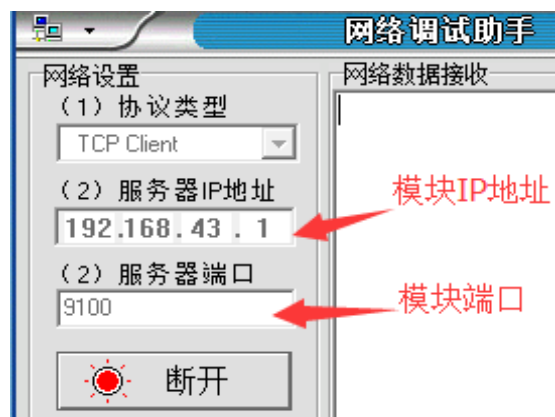 网络调试助手
网络设置
（1）协议类型
TCP Client
（2）服务器IP地址
192.168.43.1
（2）服务器端口
9100
断开
网络数据接收
模块IP地址
模块端口